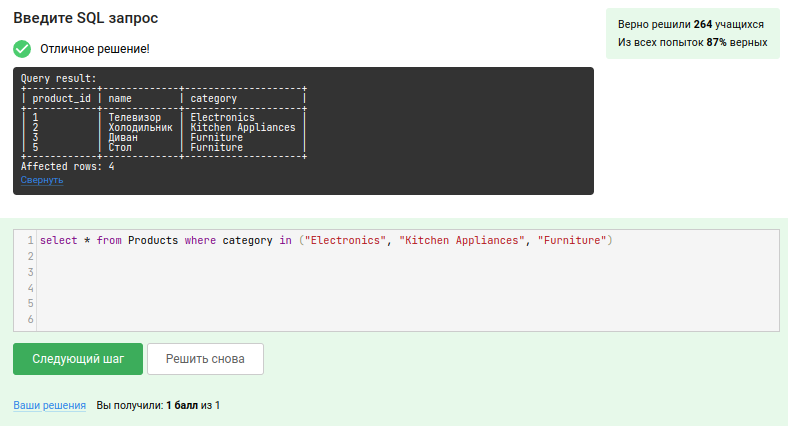 Введите SQL запрос
Верно решили 264 учащихся
Из всех попыток 87% верных
Отличное решение!
Query result:
+------------+-------------+--------------------+
| product_id | name        | category           |
+------------+-------------+--------------------+
| 1          | Телевизор   | Electronics        |
| 2          | Холодильник | Kitchen Appliances |
| 3          | Диван       | Furniture          |
| 5          | Стол        | Furniture          |
+------------+-------------+--------------------+
Affected rows: 4
Свернуть
1 select * from Products where category in ("Electronics", "Kitchen Appliances", "Furniture")
2
3
4
5
6
Следующий шаг
Решить снова
Ваши решения Вы получили: 1 балл из 1